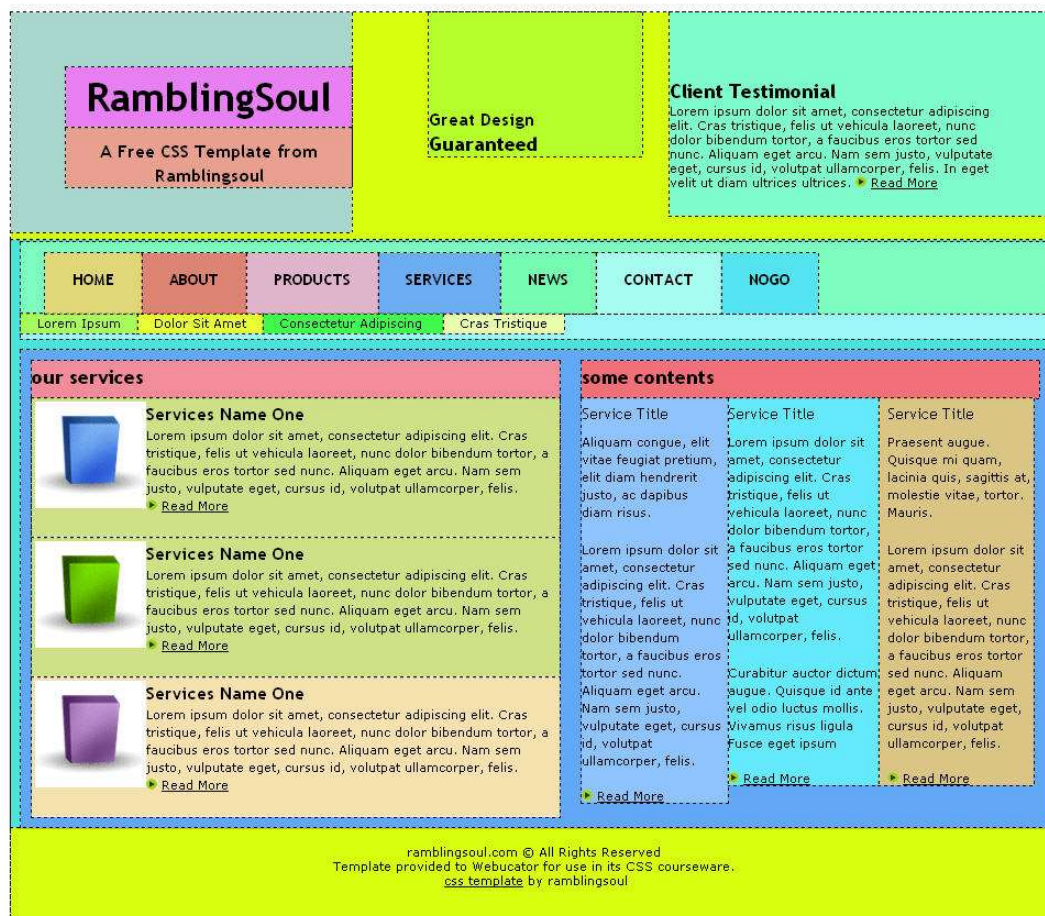 RamblingSoul
A Free CSS Template from
Ramblingsoul
Great Design
Guaranteed
Client Testimonial
Lorem ipsum dolor sit amet, consectetur adipiscing
elit. Cras tristique, felis ut vehicula laoreet, nunc
dolor bibendum tortor, a faucibus eros tortor sed
nunc. Aliquam eget arcu. Nam sem justo, vulputate
eget, cursus id, volutpat ullamcorper, felis. In eget
velit ut diam ultrices ultrices. Read More
HOME ABOUT PRODUCTS SERVICES NEWS CONTACT NOGO
Lorem Ipsum Dolor Sit Amet Consectetur Adipiscing Cras Tristique
our services
Services Name One
Lorem ipsum dolor sit amet, consectetur adipiscing elit. Cras
tristique, felis ut vehicula laoreet, nunc dolor bibendum tortor, a
faucibus eros tortor sed nunc. Aliquam eget arcu. Nam sem
justo, vulputate eget, cursus id, volutpat ullamcorper, felis.
Read More
Services Name One
Lorem ipsum dolor sit amet, consectetur adipiscing elit. Cras
tristique, felis ut vehicula laoreet, nunc dolor bibendum tortor, a
faucibus eros tortor sed nunc. Aliquam eget arcu. Nam sem
justo, vulputate eget, cursus id, volutpat ullamcorper, felis.
Read More
Services Name One
Lorem ipsum dolor sit amet, consectetur adipiscing elit. Cras
tristique, felis ut vehicula laoreet, nunc dolor bibendum tortor, a
faucibus eros tortor sed nunc. Aliquam eget arcu. Nam sem
justo, vulputate eget, cursus id, volutpat ullamcorper, felis.
Read More
some contents
Service Title
Aliquam congue, elit
vitae feugiat pretium,
elit diam hendrerit
justo, ac dapibus
diam risus.
Lorem ipsum dolor sit
amet, consectetur
adipiscing elit. Cras
tristique, felis ut
vehicula laoreet, nunc
dolor bibendum
tortor, a faucibus eros
tortor sed nunc.
Aliquam eget arcu.
Nam sem justo,
vulputate eget, cursus
id, volutpat
ullamcorper, felis.
Read More
Service Title
Lorem ipsum dolor sit
amet, consectetur
adipiscing elit. Cras
tristique, felis ut
vehicula laoreet, nunc
dolor bibendum tortor,
a faucibus eros tortor
sed nunc. Aliquam eget
arcu. Nam sem justo,
vulputate eget, cursus
id, volutpat
ullamcorper, felis.
Curabitur auctor dictum
augue. Quisque id ante
vel odio luctus mollis.
Vivamus risus ligula
Fusce eget ipsum
Read More
Service Title
Praesent augue.
Quisque mi quam,
lacinia quis, sagittis at,
molestie vitae, tortor.
Mauris.
Lorem ipsum dolor sit
amet, consectetur
adipiscing elit. Cras
tristique, felis ut
vehicula laoreet, nunc
dolor bibendum tortor,
a faucibus eros tortor
sed nunc. Aliquam
eget arcu. Nam sem
justo, vulputate eget,
cursus id, volutpat
ullamcorper, felis.
Read More
ramblingsoul.com © All Rights Reserved
Template provided to Webucator for use in its CSS courseware.
css template by ramblingsoul